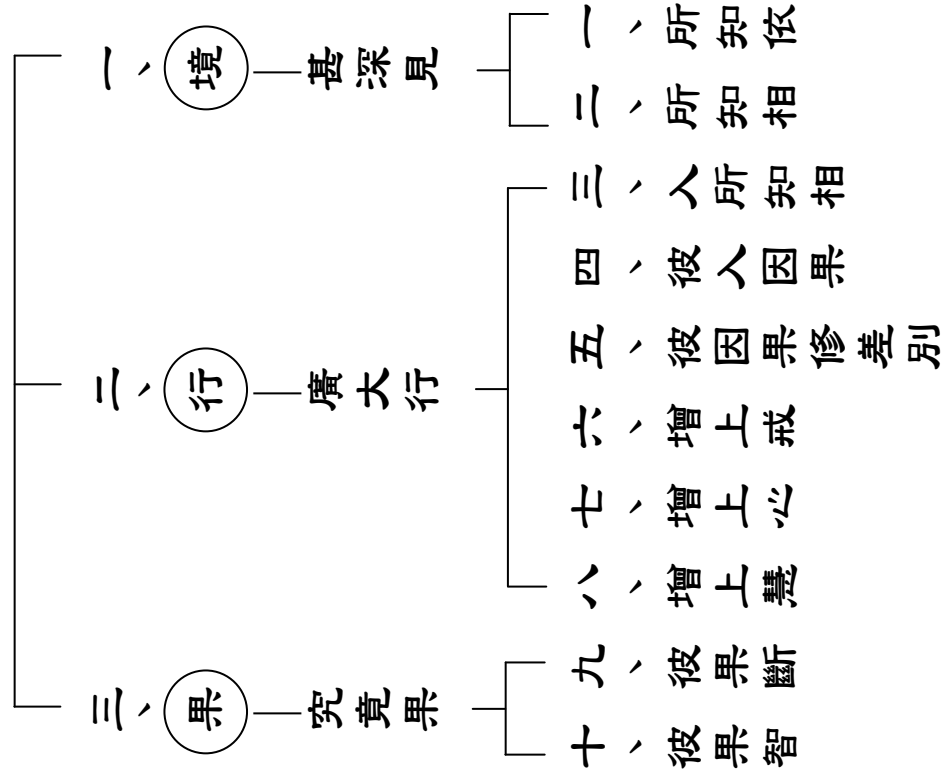 一、境—甚深見
一、所知依
二、所知相
二、行—廣大行
三、入所知相
四、彼入因果
五、彼因果修差別
六、增上戒
七、增上心
八、增上慧
三、果—究竟果
九、彼果斷
十、彼果智